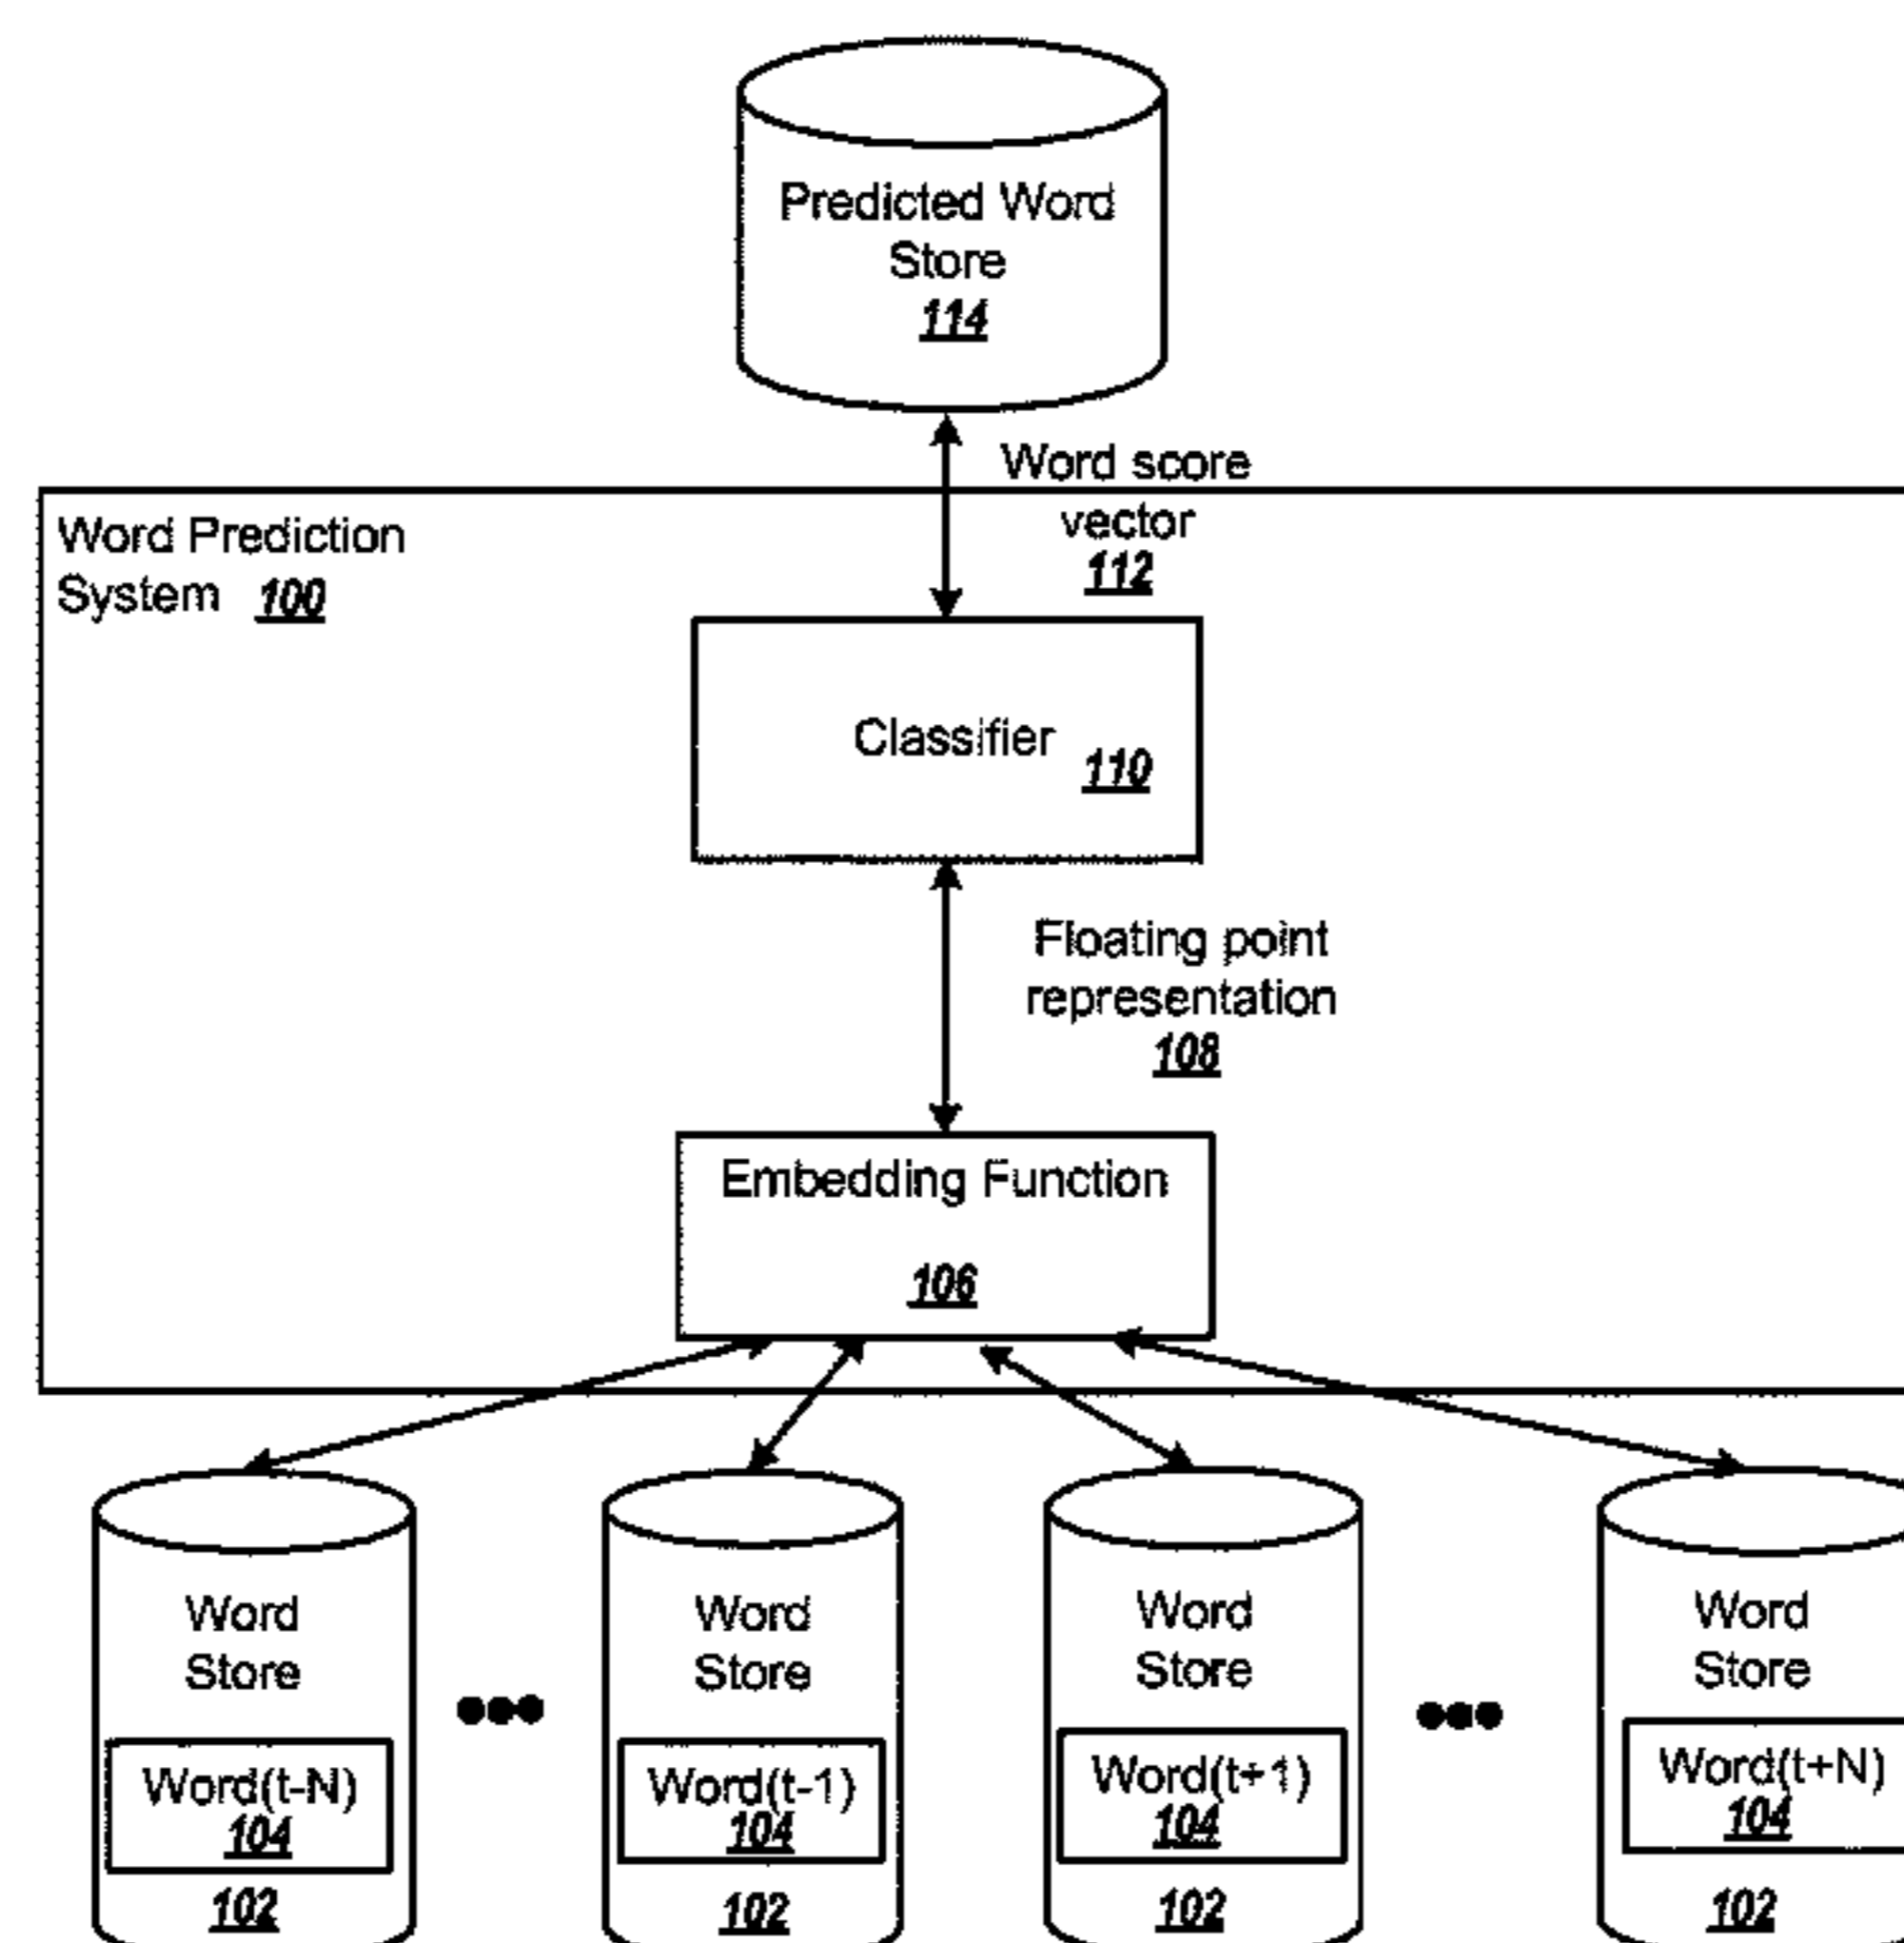 Predicted Word
Store
114
Word score
vector
112
Word Prediction
System 100
Classifier 110
Floating point
representation
108
Embedding Function
106
Word
Store
Word(t-N)
104
102
Word
Store
Word(t-1)
104
102
Word
Store
Word(t+1)
104
102
Word
Store
Word(t+N)
104
102